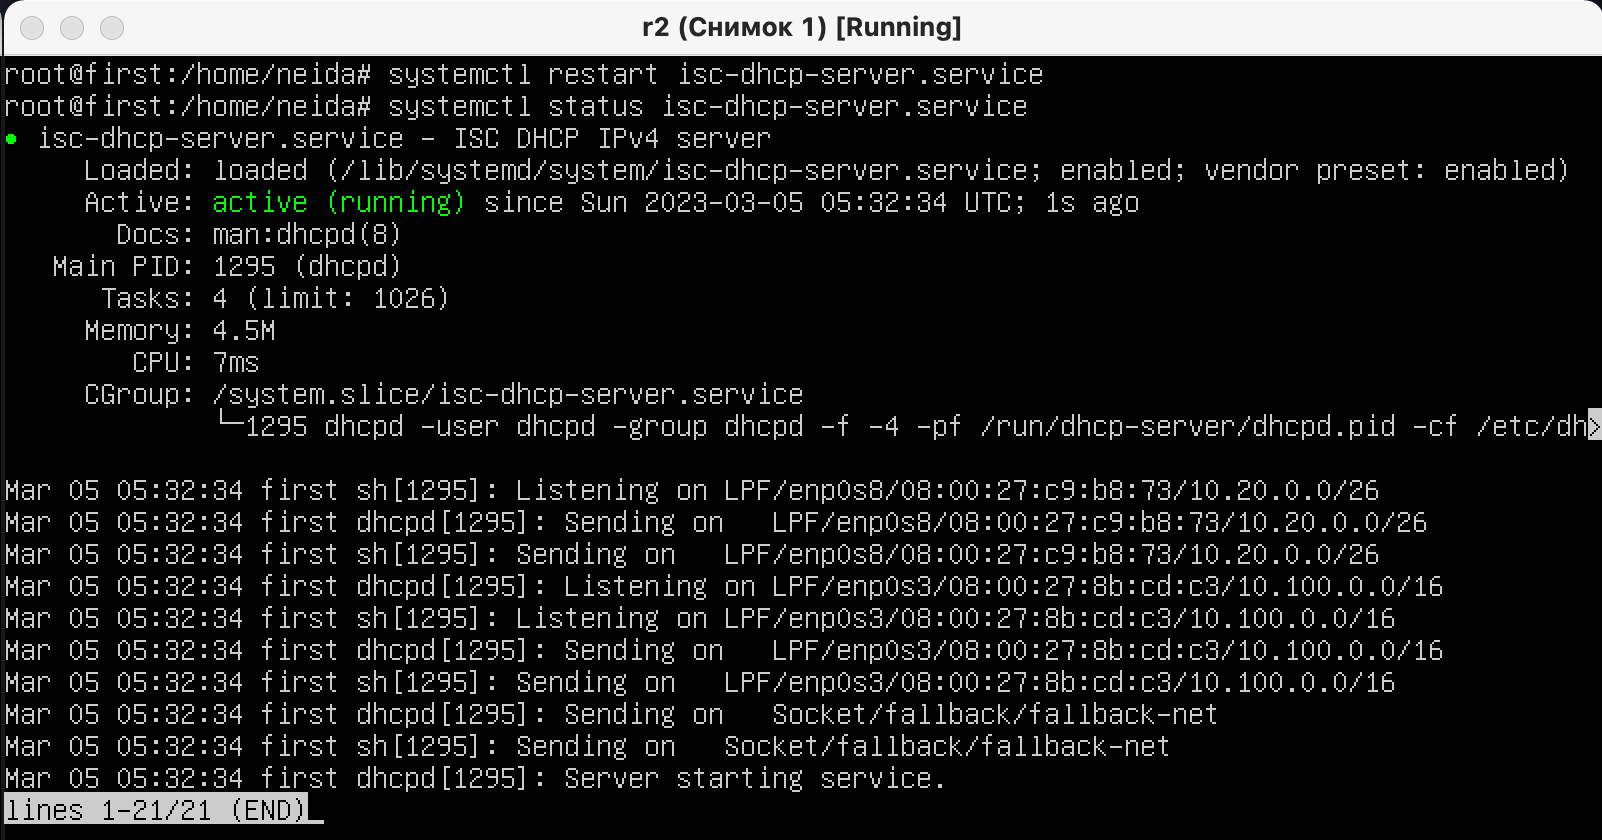 r2 (Снимок 1) [Running]
root@first:/home/neida# systemctl restart isc-dhcp-server.service
root@first:/home/neida# systemctl status isc-dhcp-server.service
● isc-dhcp-server.service - ISC DHCP IPv4 server
     Loaded: loaded (/lib/systemd/system/isc-dhcp-server.service; enabled; vendor preset: enabled)
     Active: active (running) since Sun 2023-03-05 05:32:34 UTC; 1s ago
       Docs: man:dhcpd(8)
   Main PID: 1295 (dhcpd)
      Tasks: 4 (limit: 1026)
     Memory: 4.5M
        CPU: 7ms
     CGroup: /system.slice/isc-dhcp-server.service
             └─1295 dhcpd -user dhcpd -group dhcpd -f -4 -pf /run/dhcp-server/dhcpd.pid -cf /etc/dh>
Mar 05 05:32:34 first sh[1295]: Listening on LPF/enp0s8/08:00:27:c9:b8:73/10.20.0.0/26
Mar 05 05:32:34 first dhcpd[1295]: Sending on   LPF/enp0s8/08:00:27:c9:b8:73/10.20.0.0/26
Mar 05 05:32:34 first sh[1295]: Sending on   LPF/enp0s8/08:00:27:c9:b8:73/10.20.0.0/26
Mar 05 05:32:34 first dhcpd[1295]: Listening on LPF/enp0s3/08:00:27:8b:cd:c3/10.100.0.0/16
Mar 05 05:32:34 first sh[1295]: Listening on LPF/enp0s3/08:00:27:8b:cd:c3/10.100.0.0/16
Mar 05 05:32:34 first dhcpd[1295]: Sending on   LPF/enp0s3/08:00:27:8b:cd:c3/10.100.0.0/16
Mar 05 05:32:34 first sh[1295]: Sending on   LPF/enp0s3/08:00:27:8b:cd:c3/10.100.0.0/16
Mar 05 05:32:34 first dhcpd[1295]: Sending on   Socket/fallback/fallback-net
Mar 05 05:32:34 first sh[1295]: Sending on   Socket/fallback/fallback-net
Mar 05 05:32:34 first dhcpd[1295]: Server starting service.
lines 1-21/21 (END)